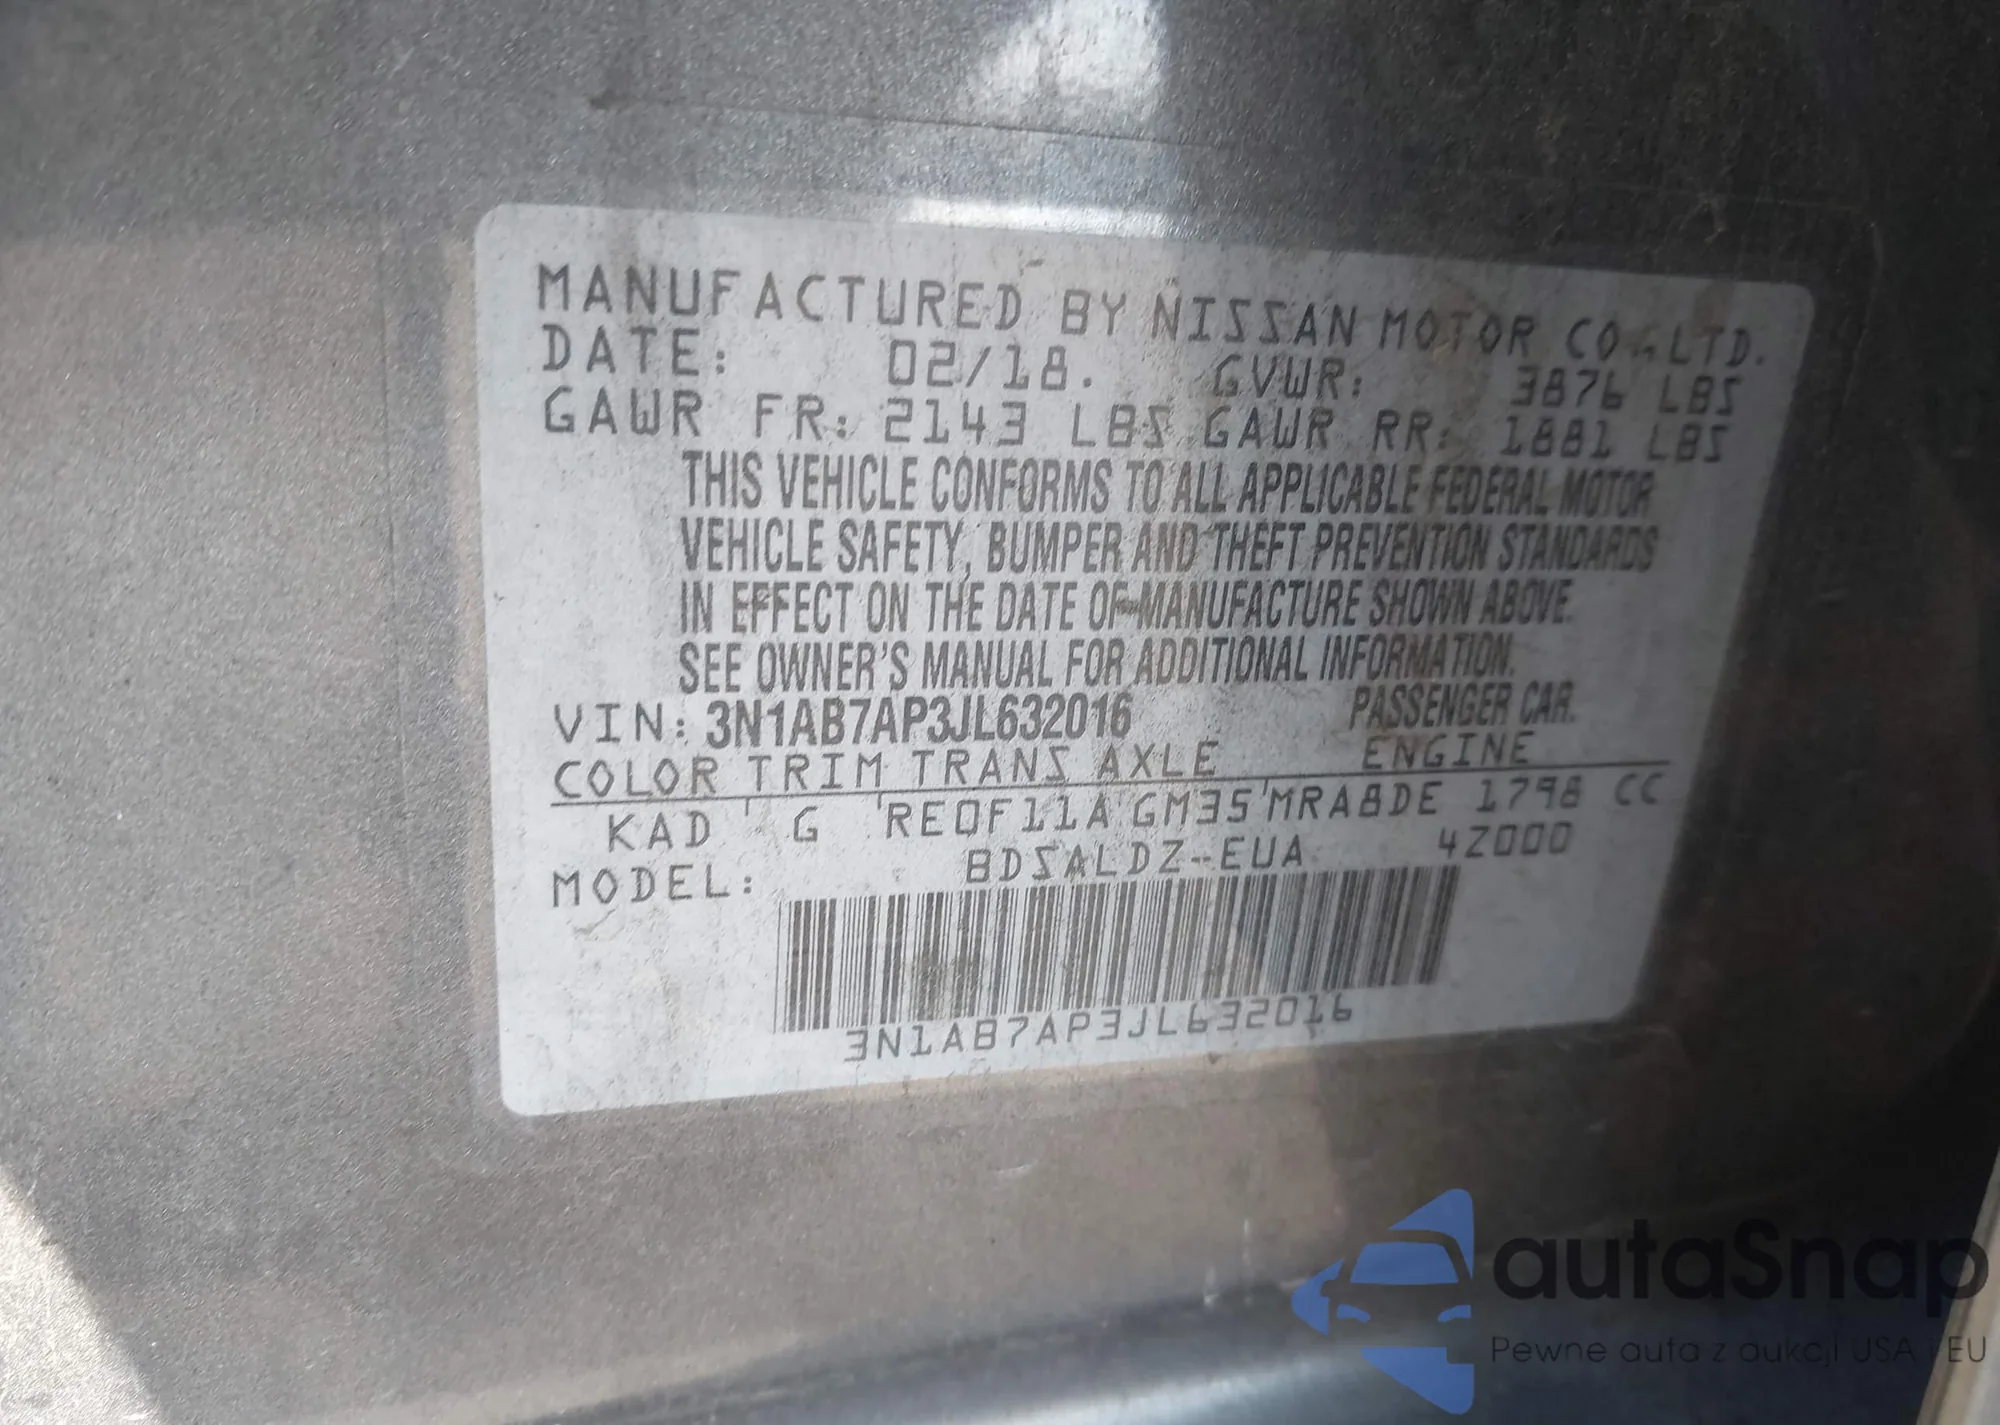 MANUFACTURED BY NISSAN MOTOR CO.,LTD.
DATE: 02/18. GVWR: 3876 LBS
GAWR FR: 2143 LBS GAWR RR: 1881 LBS
THIS VEHICLE CONFORMS TO ALL APPLICABLE FEDERAL MOTOR
VEHICLE SAFETY, BUMPER AND THEFT PREVENTION STANDARDS
IN EFFECT ON THE DATE OF MANUFACTURE SHOWN ABOVE.
SEE OWNER'S MANUAL FOR ADDITIONAL INFORMATION.
VIN: 3N1AB7AP3JL632016 PASSENGER CAR.
COLOR TRIM TRANS AXLE ENGINE
KAD G RE0F11A GM35 MRA8DE 1798 CC
MODEL: BDSALDZ-EUA 4Z000
3N1AB7AP3JL632016
autaSnap
Pewne auta z aukcji USA i EU